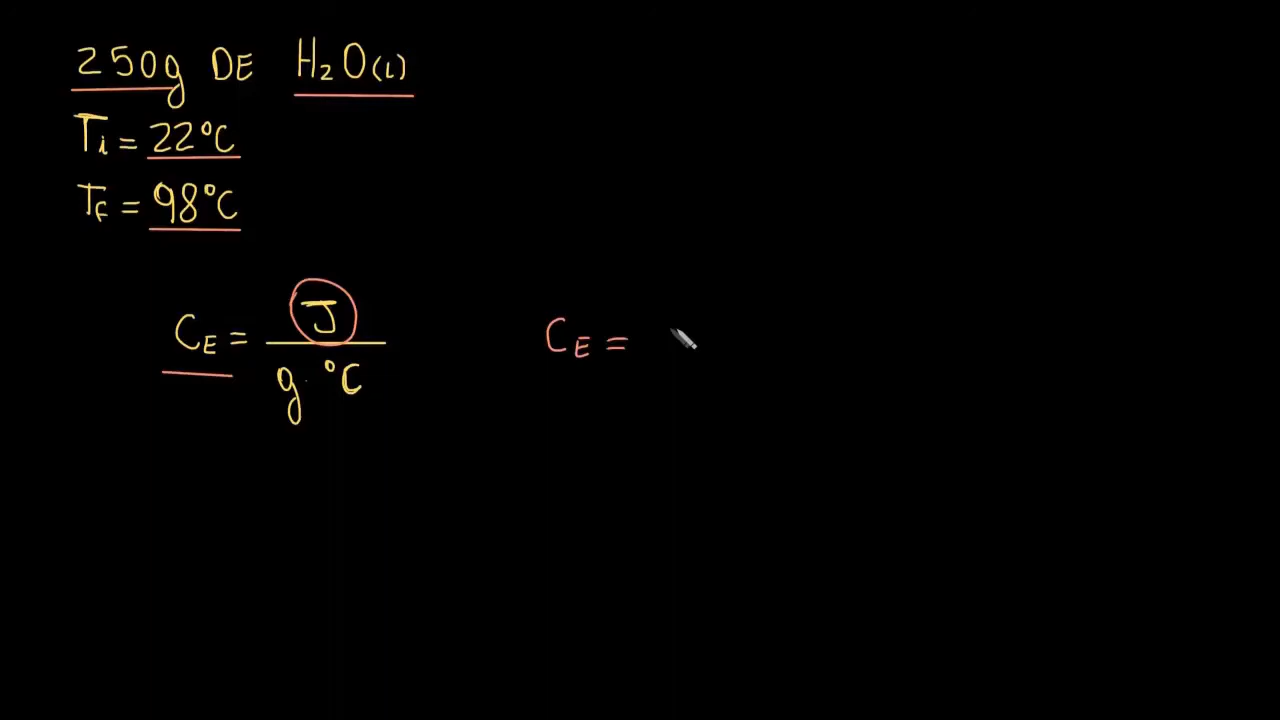 250g DE H₂O(L)
Ti = 22°C
TF = 98°C
CE = J / g °C
CE =